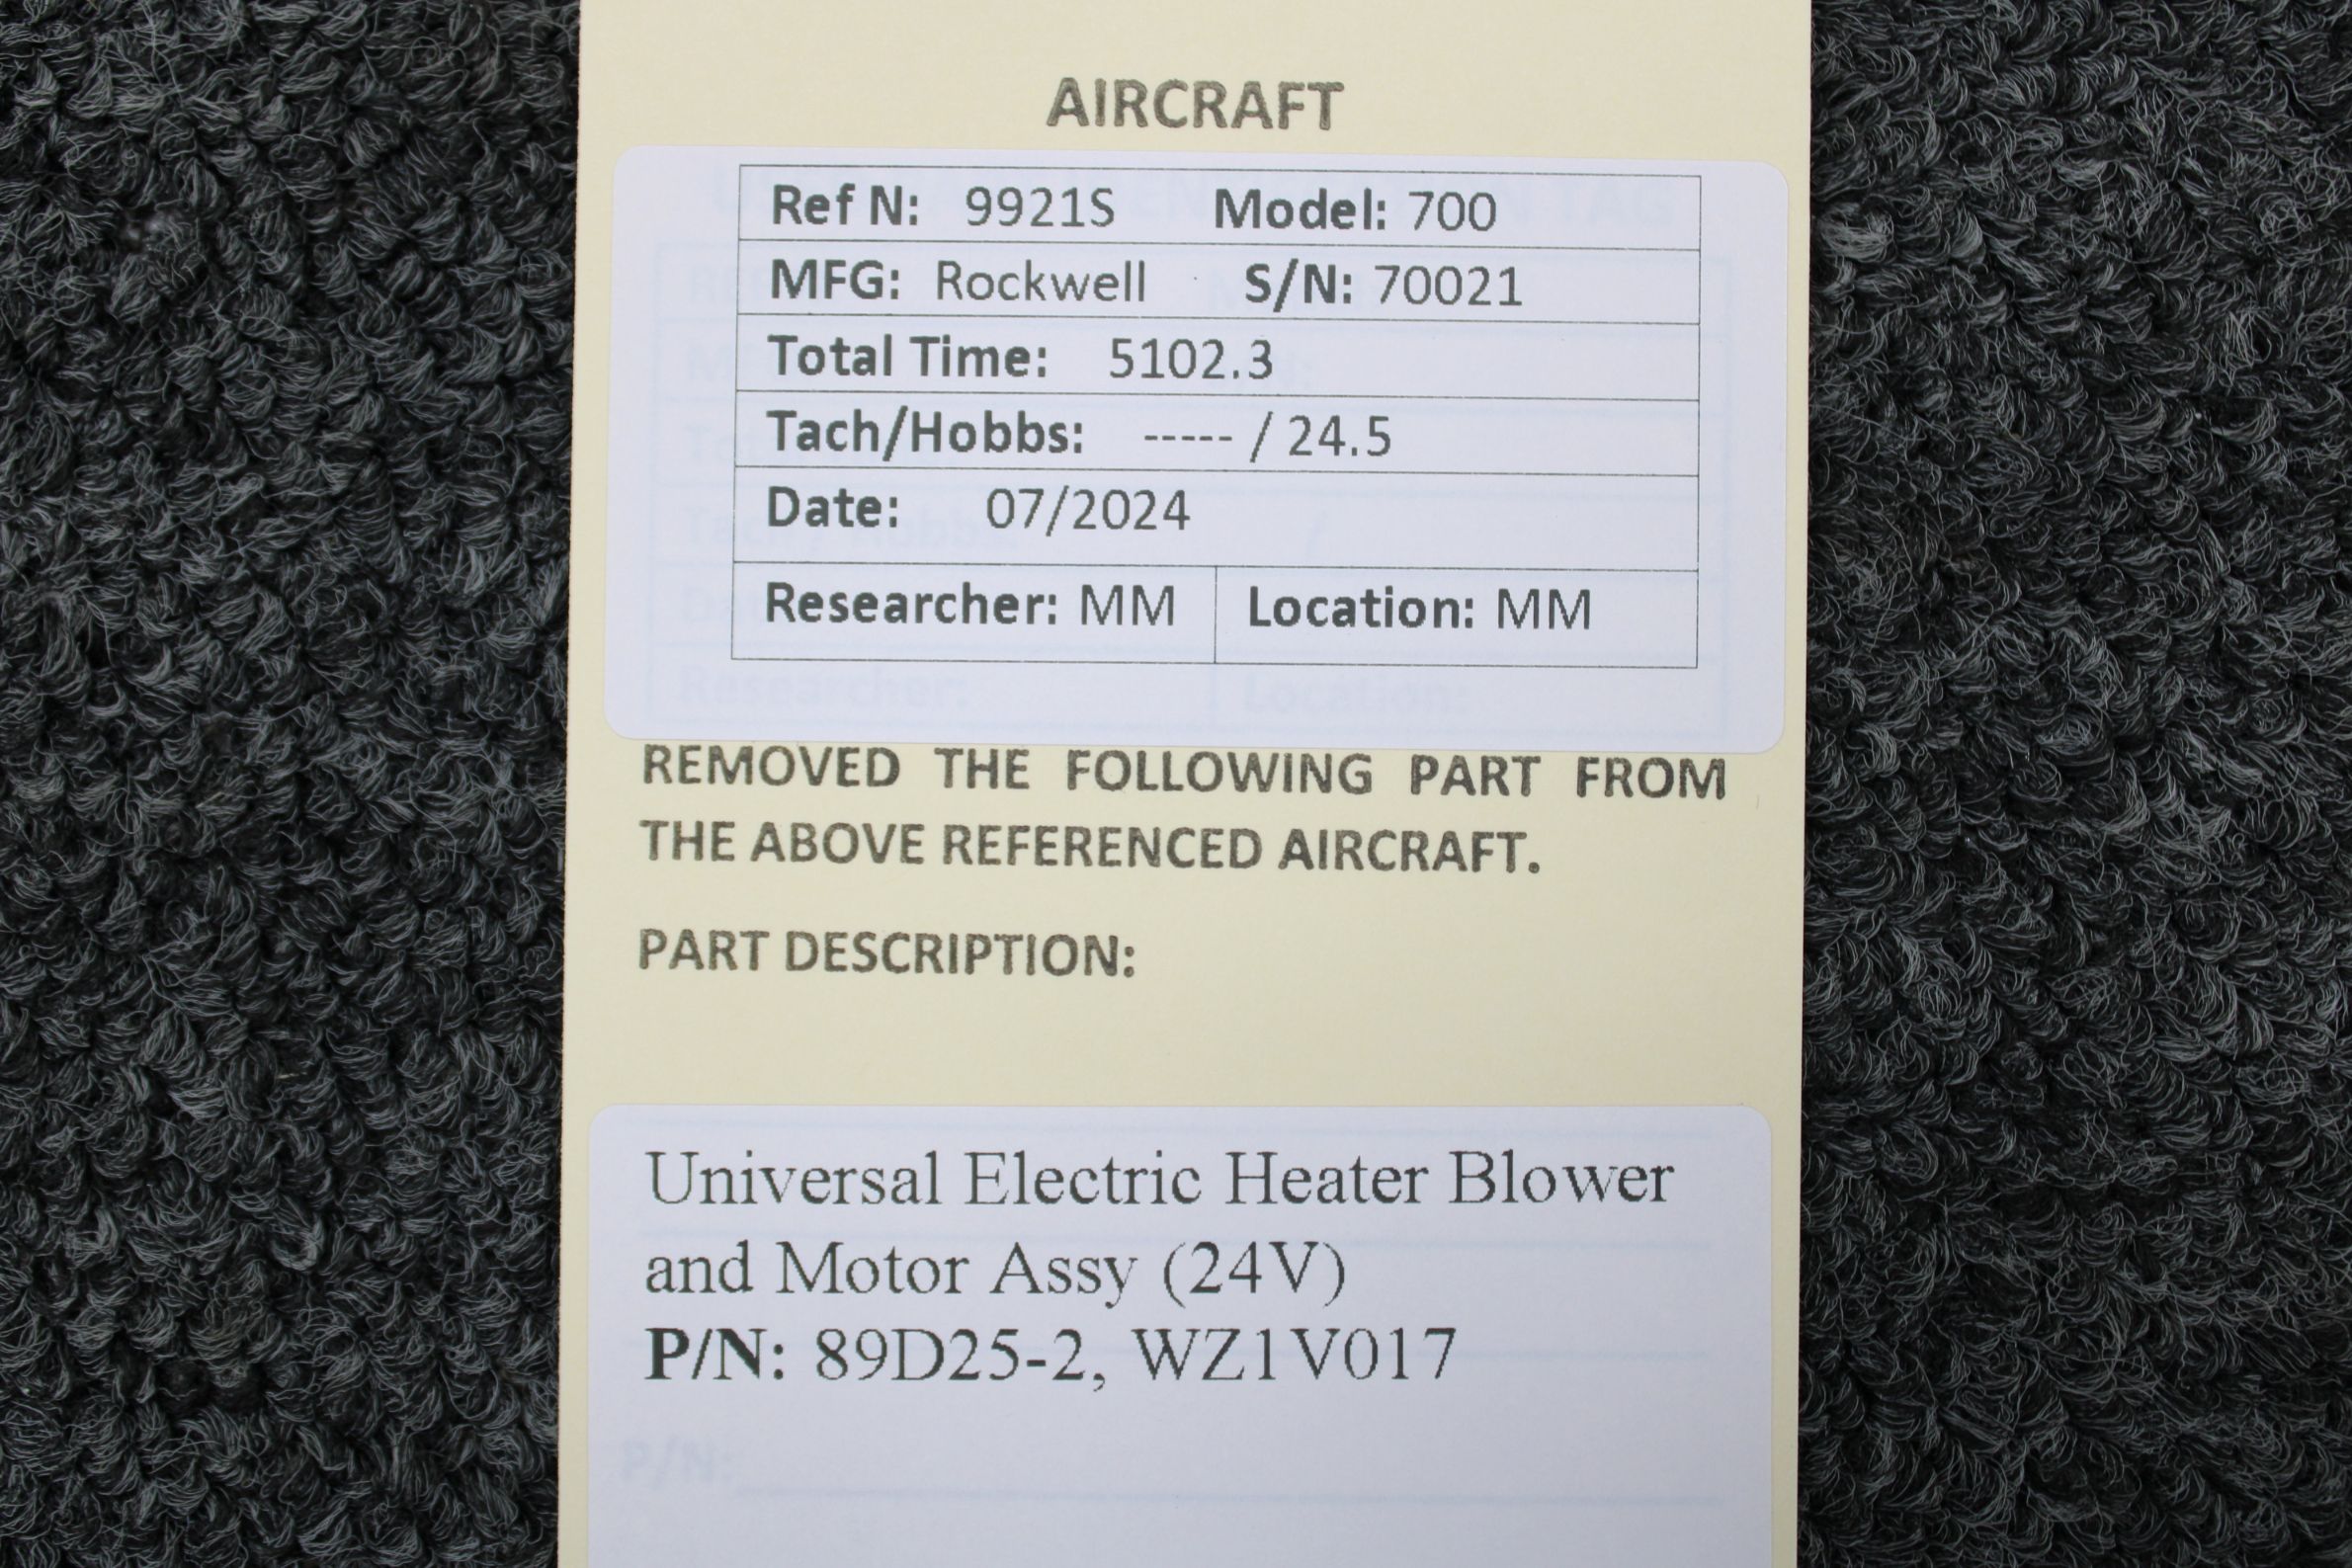 AIRCRAFT
Ref N: 9921S Model: 700
MFG: Rockwell S/N: 70021
Total Time: 5102.3
Tach/Hobbs: ----- / 24.5
Date: 07/2024
Researcher: MM Location: MM
REMOVED THE FOLLOWING PART FROM
THE ABOVE REFERENCED AIRCRAFT.
PART DESCRIPTION:
Universal Electric Heater Blower
and Motor Assy (24V)
P/N: 89D25-2, WZ1V017
P/N: